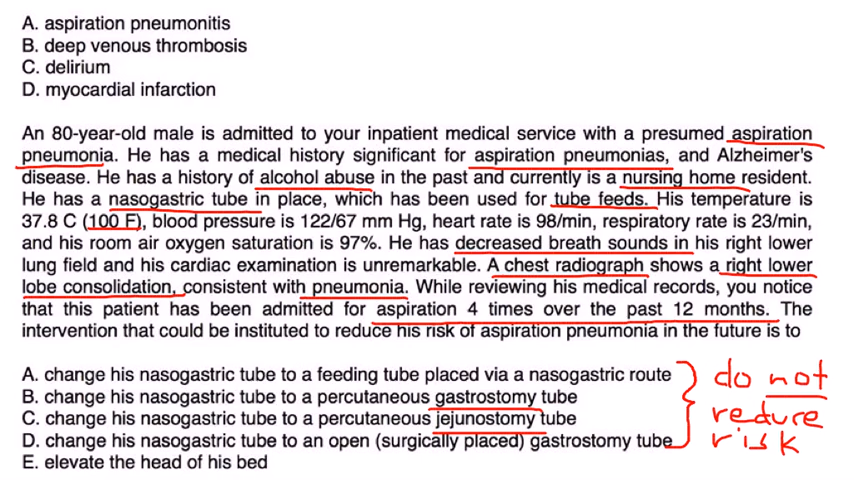 A. aspiration pneumonitis
B. deep venous thrombosis
C. delirium
D. myocardial infarction
An 80-year-old male is admitted to your inpatient medical service with a presumed aspiration
pneumonia. He has a medical history significant for aspiration pneumonias, and Alzheimer's
disease. He has a history of alcohol abuse in the past and currently is a nursing home resident.
He has a nasogastric tube in place, which has been used for tube feeds. His temperature is
37.8 C (100 F), blood pressure is 122/67 mm Hg, heart rate is 98/min, respiratory rate is 23/min,
and his room air oxygen saturation is 97%. He has decreased breath sounds in his right lower
lung field and his cardiac examination is unremarkable. A chest radiograph shows a right lower
lobe consolidation, consistent with pneumonia. While reviewing his medical records, you notice
that this patient has been admitted for aspiration 4 times over the past 12 months. The
intervention that could be instituted to reduce his risk of aspiration pneumonia in the future is to
A. change his nasogastric tube to a feeding tube placed via a nasogastric route
B. change his nasogastric tube to a percutaneous gastrostomy tube
C. change his nasogastric tube to a percutaneous jejunostomy tube
D. change his nasogastric tube to an open (surgically placed) gastrostomy tube
E. elevate the head of his bed
do not
reduce
risk